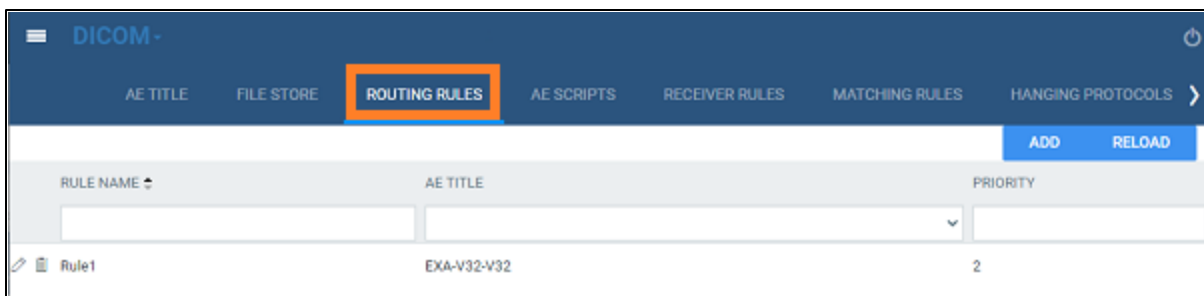 DICOM
AE TITLE FILE STORE ROUTING RULES AE SCRIPTS RECEIVER RULES MATCHING RULES HANGING PROTOCOLS
ADD RELOAD
RULE NAME AE TITLE PRIORITY
Rule1 EXA-V32-V32 2